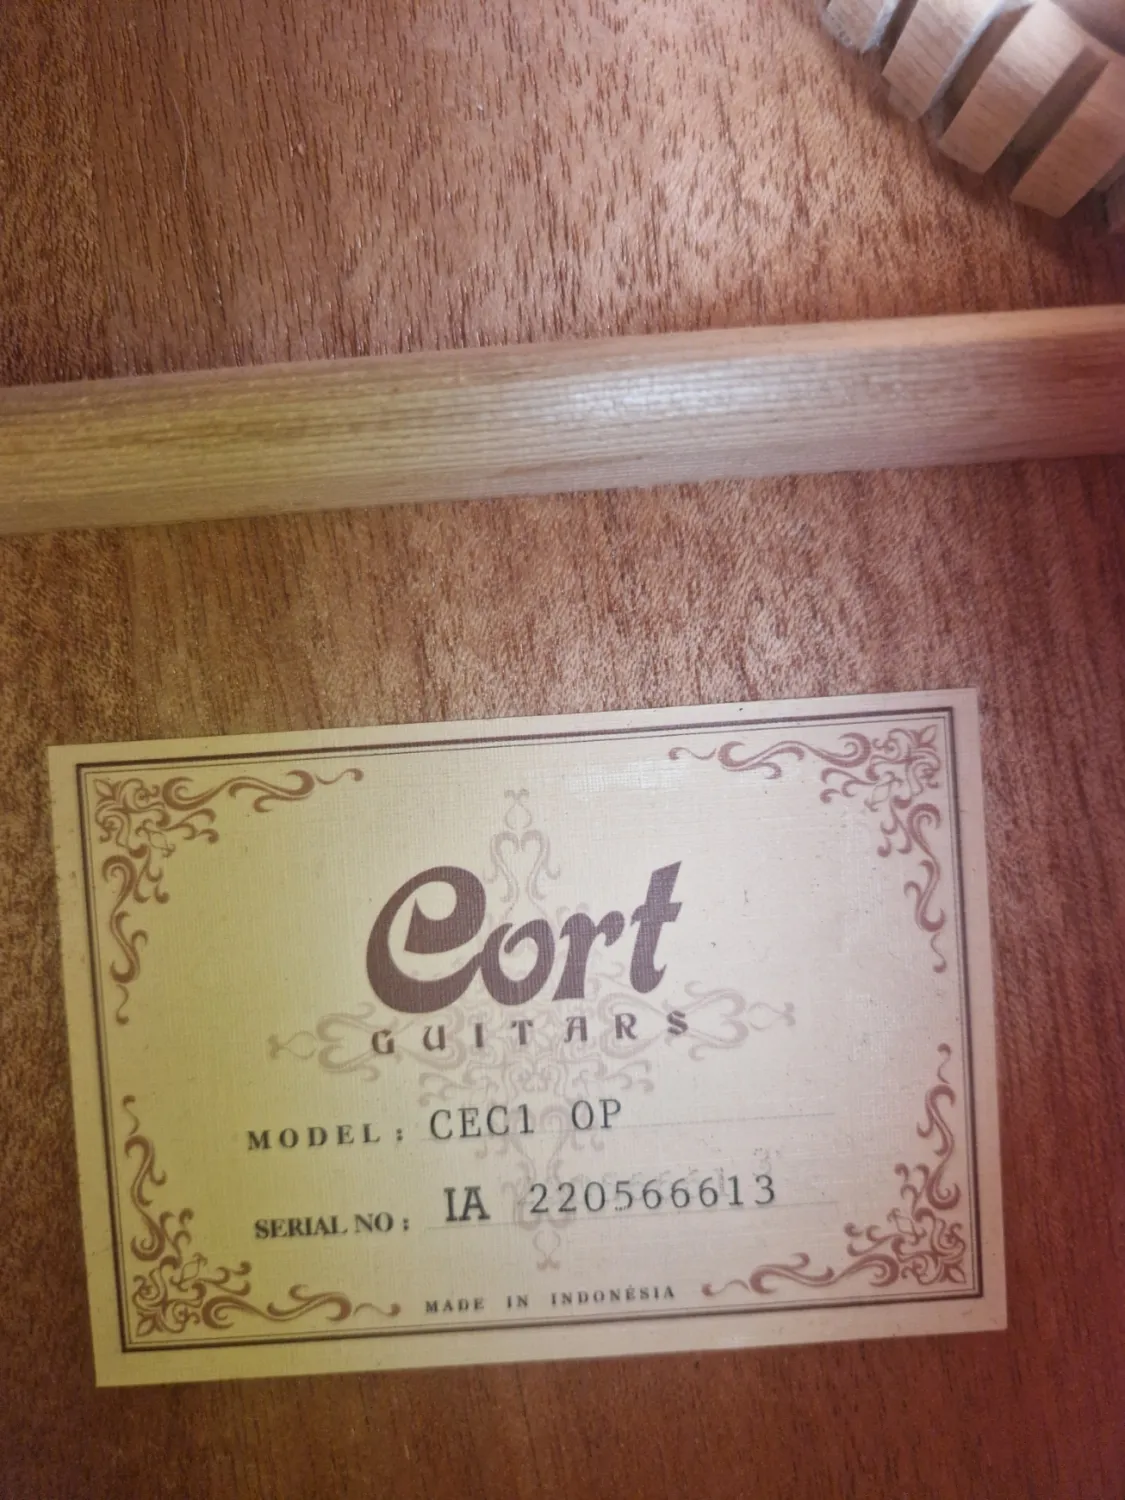 Cort
GUITARS
MODEL: CEC1 OP
SERIAL NO: IA 220566613
MADE IN INDONÉSIA